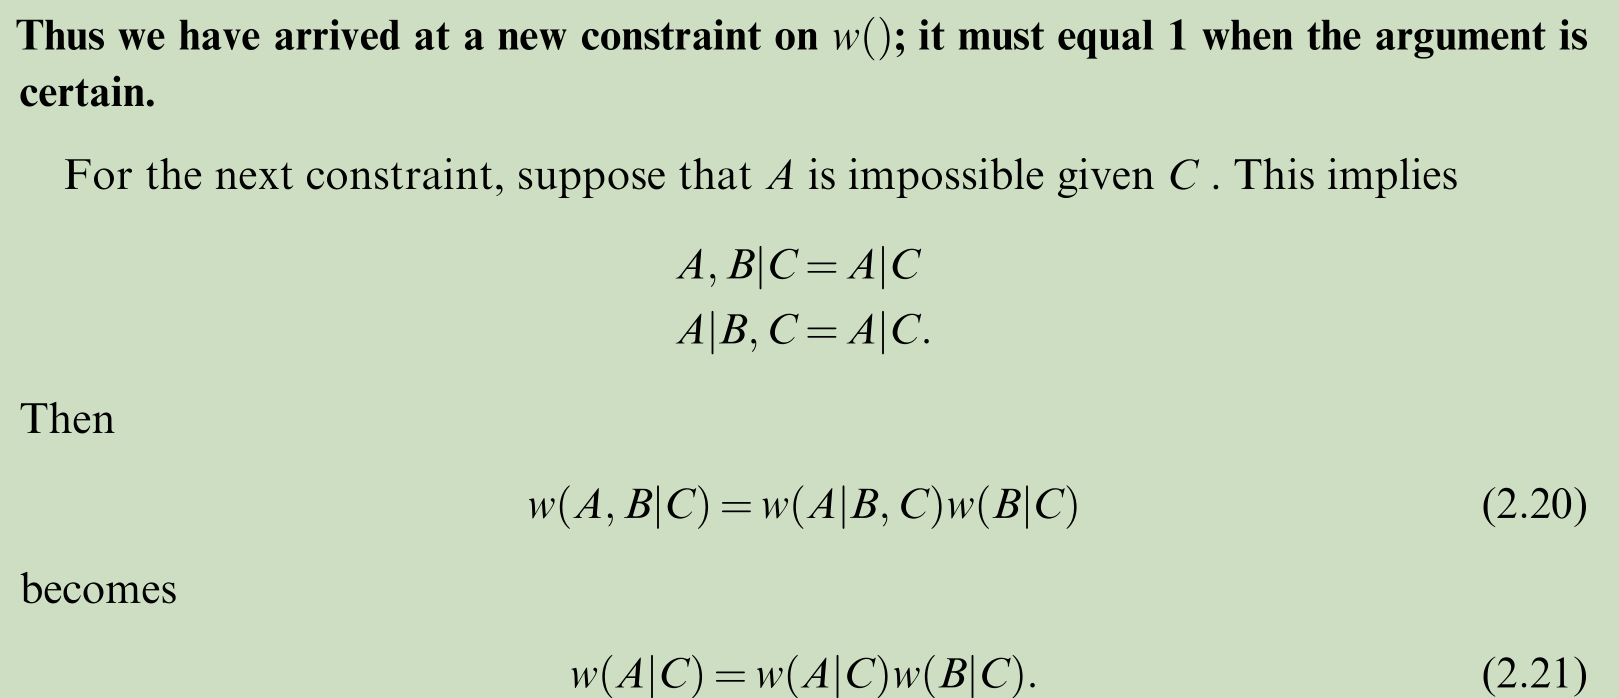 Thus we have arrived at a new constraint on w(); it must equal 1 when the argument is
certain.
For the next constraint, suppose that A is impossible given C . This implies
A, B|C = A|C
A|B, C = A|C.
Then
w(A, B|C) = w(A|B, C)w(B|C) (2.20)
becomes
w(A|C) = w(A|C)w(B|C). (2.21)